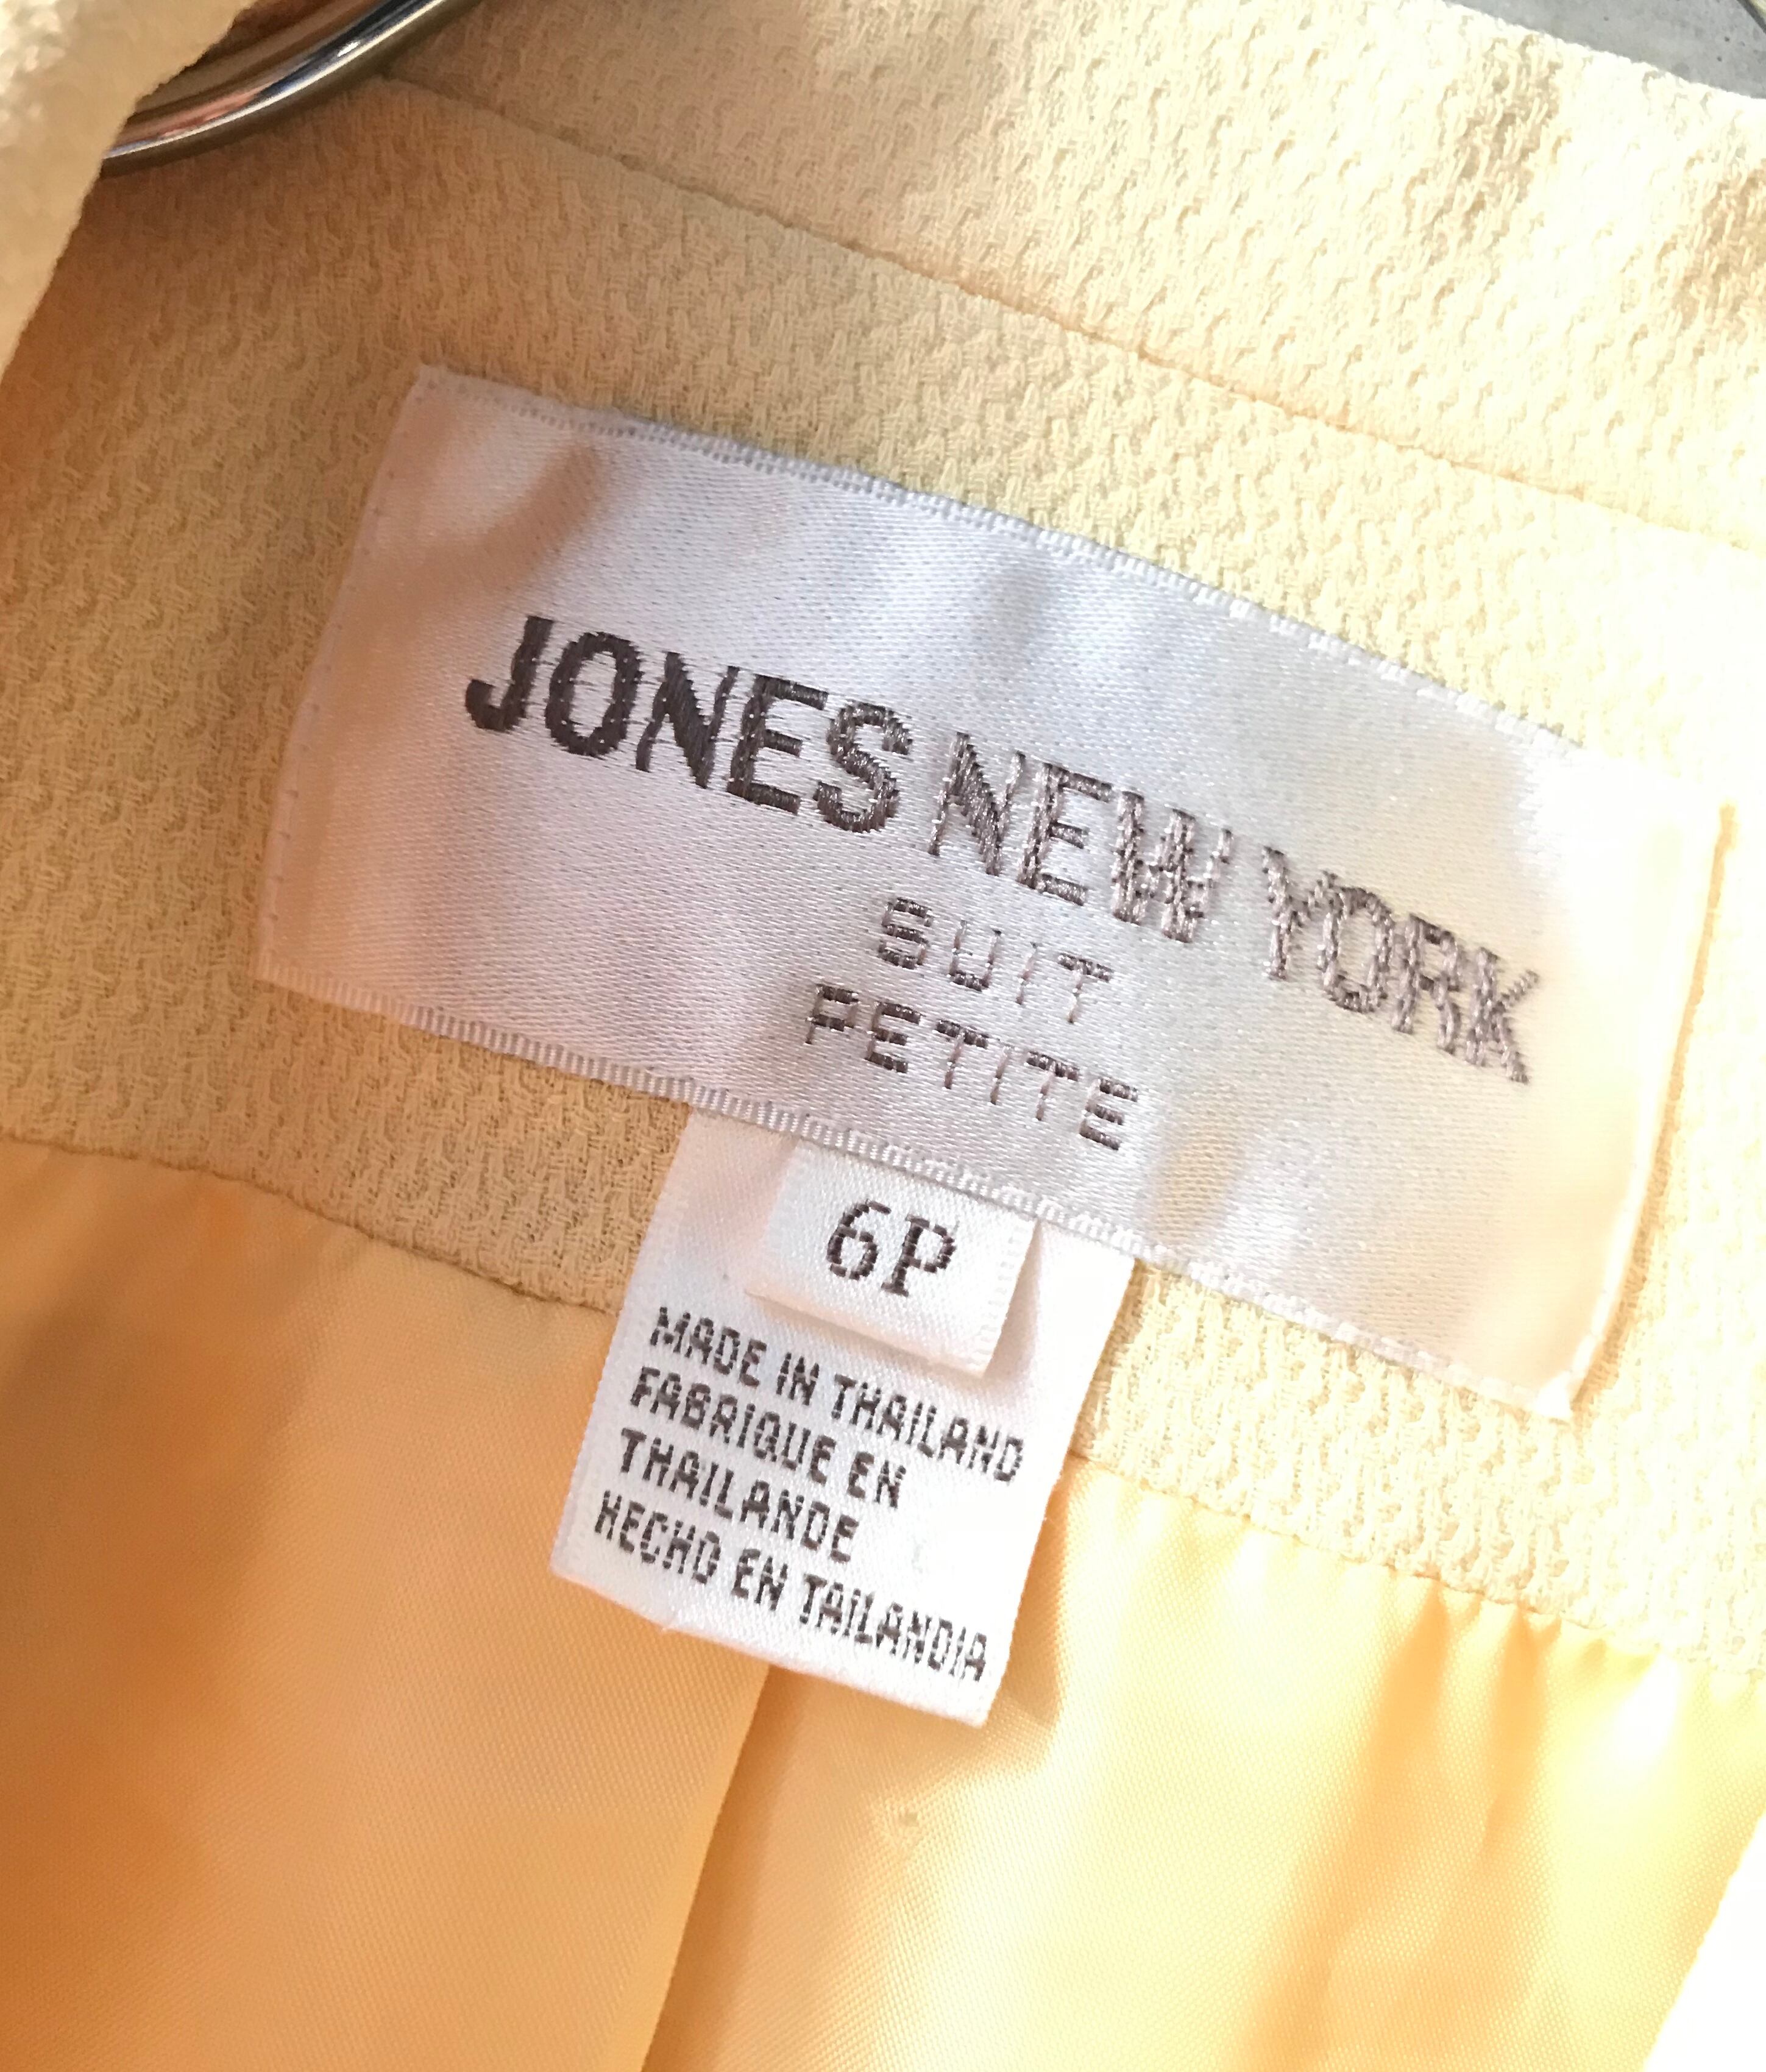 JONES NEW YORK
SUIT
PETITE
6P
MADE IN THAILAND
FABRIQUE EN
THAILANDE
HECHO EN TAILANDIA